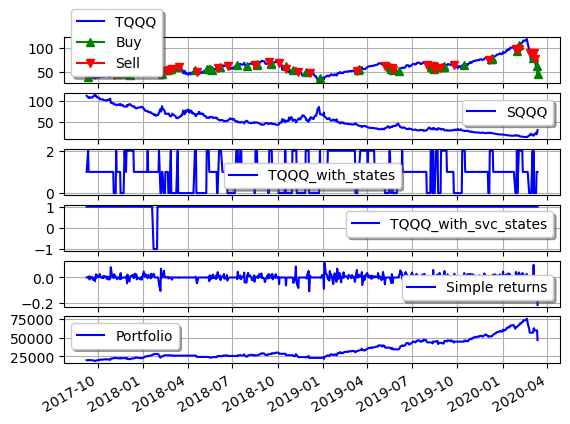 TQQQ
Buy
Sell
100
50
SQQQ
100
50
TQQQ_with_states
2
0
TQQQ_with_svc_states
1
0
−1
Simple returns
0.0
−0.2
Portfolio
75000
50000
25000
2017-10 2018-01 2018-04 2018-07 2018-10 2019-01 2019-04 2019-07 2019-10 2020-01 2020-04